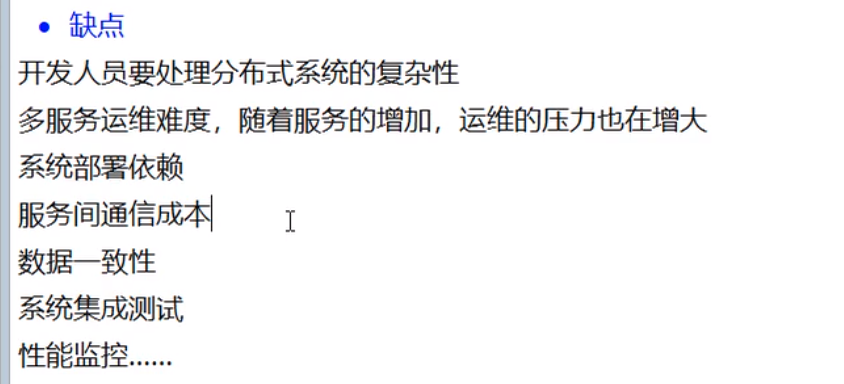 • 缺点
开发人员要处理分布式系统的复杂性
多服务运维难度，随着服务的增加，运维的压力也在增大
系统部署依赖
服务间通信成本
数据一致性
系统集成测试
性能监控......